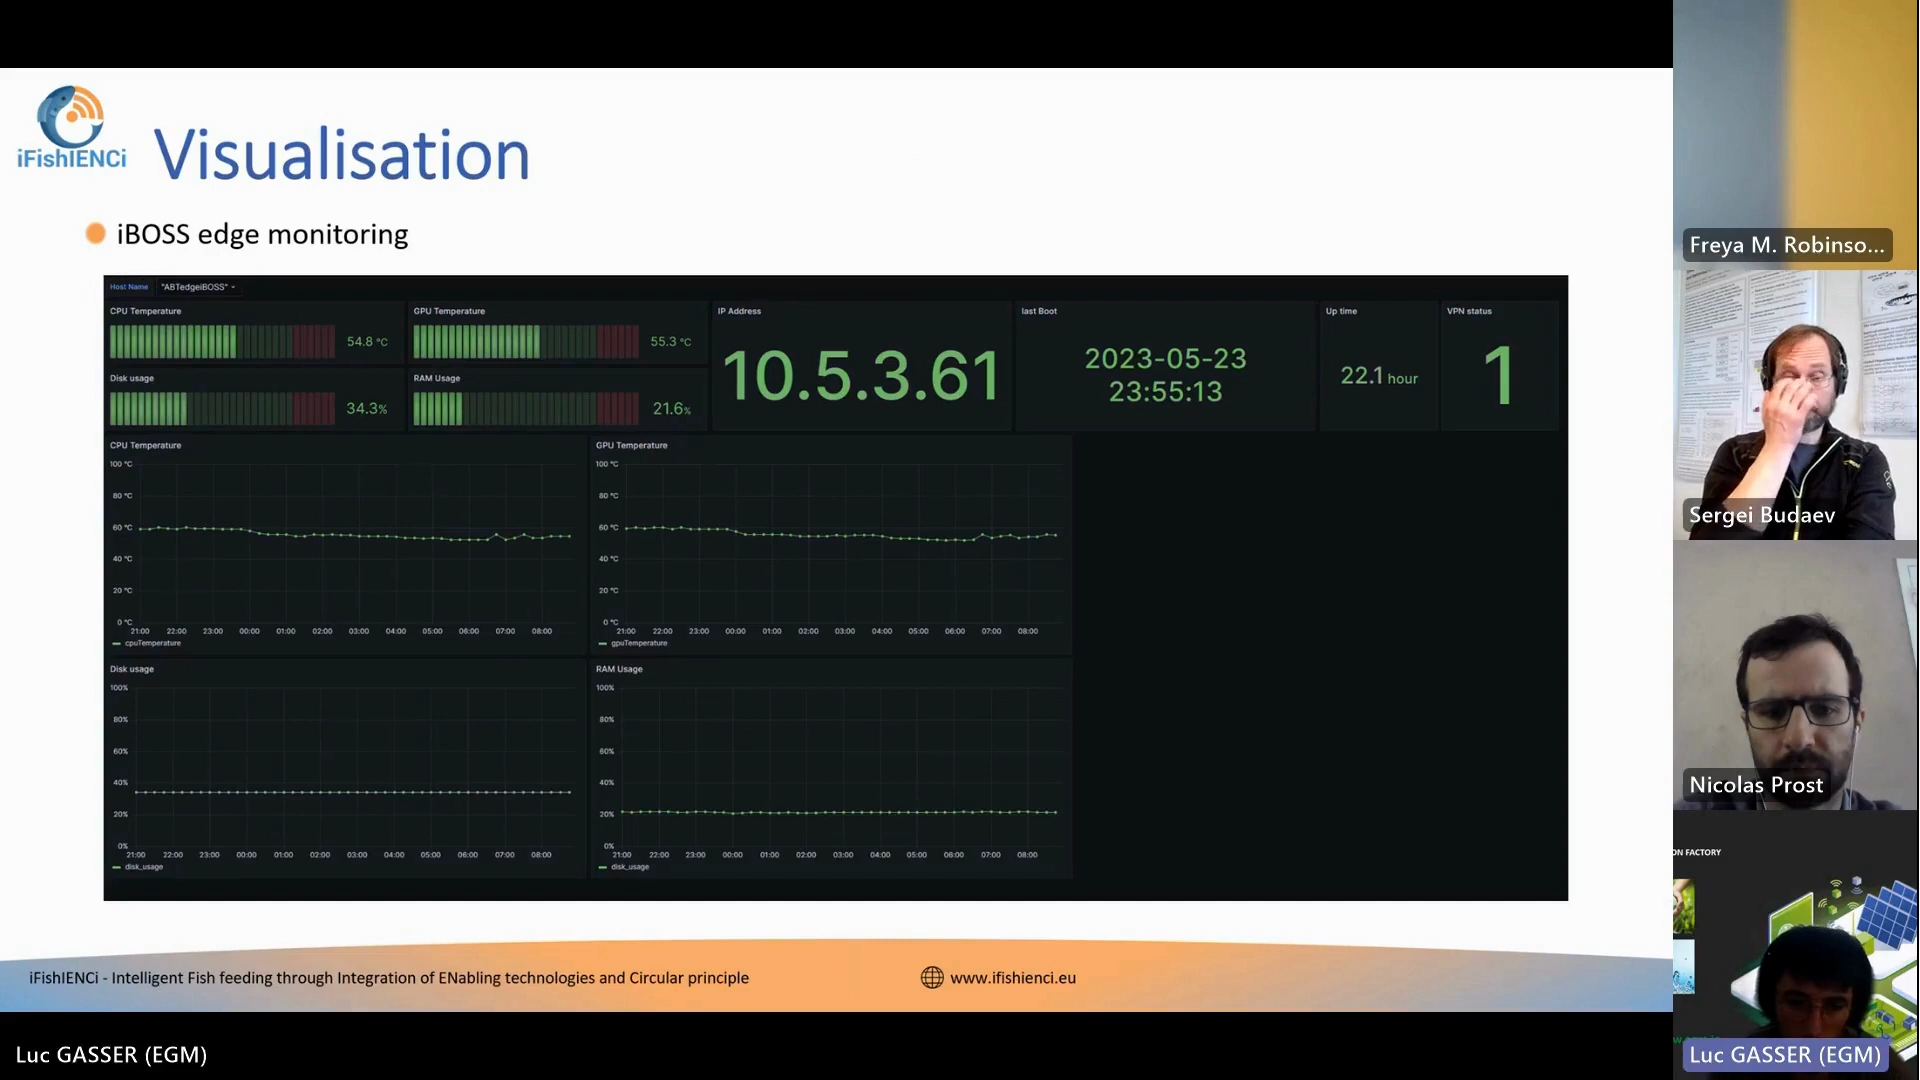 iFishIENCi
Visualisation
iBOSS edge monitoring
Host Name "ABTedgeiBOSS"
CPU Temperature
54.8 °C
GPU Temperature
55.3 °C
Disk usage
34.3%
RAM Usage
21.6%
IP Address
10.5.3.61
last Boot
2023-05-23
23:55:13
Up time
22.1 hour
VPN status
1
CPU Temperature
100 °C
80 °C
60 °C
40 °C
20 °C
0 °C
21:00 22:00 23:00 00:00 01:00 02:00 03:00 04:00 05:00 06:00 07:00 08:00
cpuTemperature
GPU Temperature
100 °C
80 °C
60 °C
40 °C
20 °C
0 °C
21:00 22:00 23:00 00:00 01:00 02:00 03:00 04:00 05:00 06:00 07:00 08:00
gpuTemperature
Disk usage
100%
80%
60%
40%
20%
0%
21:00 22:00 23:00 00:00 01:00 02:00 03:00 04:00 05:00 06:00 07:00 08:00
disk_usage
RAM Usage
100%
80%
60%
40%
20%
0%
21:00 22:00 23:00 00:00 01:00 02:00 03:00 04:00 05:00 06:00 07:00 08:00
disk_usage
iFishIENCi - Intelligent Fish feeding through Integration of ENabling technologies and Circular principle
www.ifishienci.eu
Luc GASSER (EGM)
Freya M. Robinso...
Sergei Budaev
Nicolas Prost
ON FACTORY
Luc GASSER (EGM)